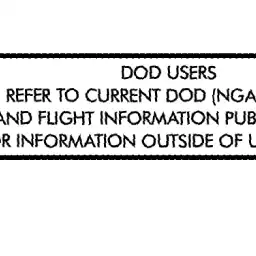 DOD USERS
REFER TO CURRENT DOD (NGA
AND FLIGHT INFORMATION PUB
OR INFORMATION OUTSIDE OF U